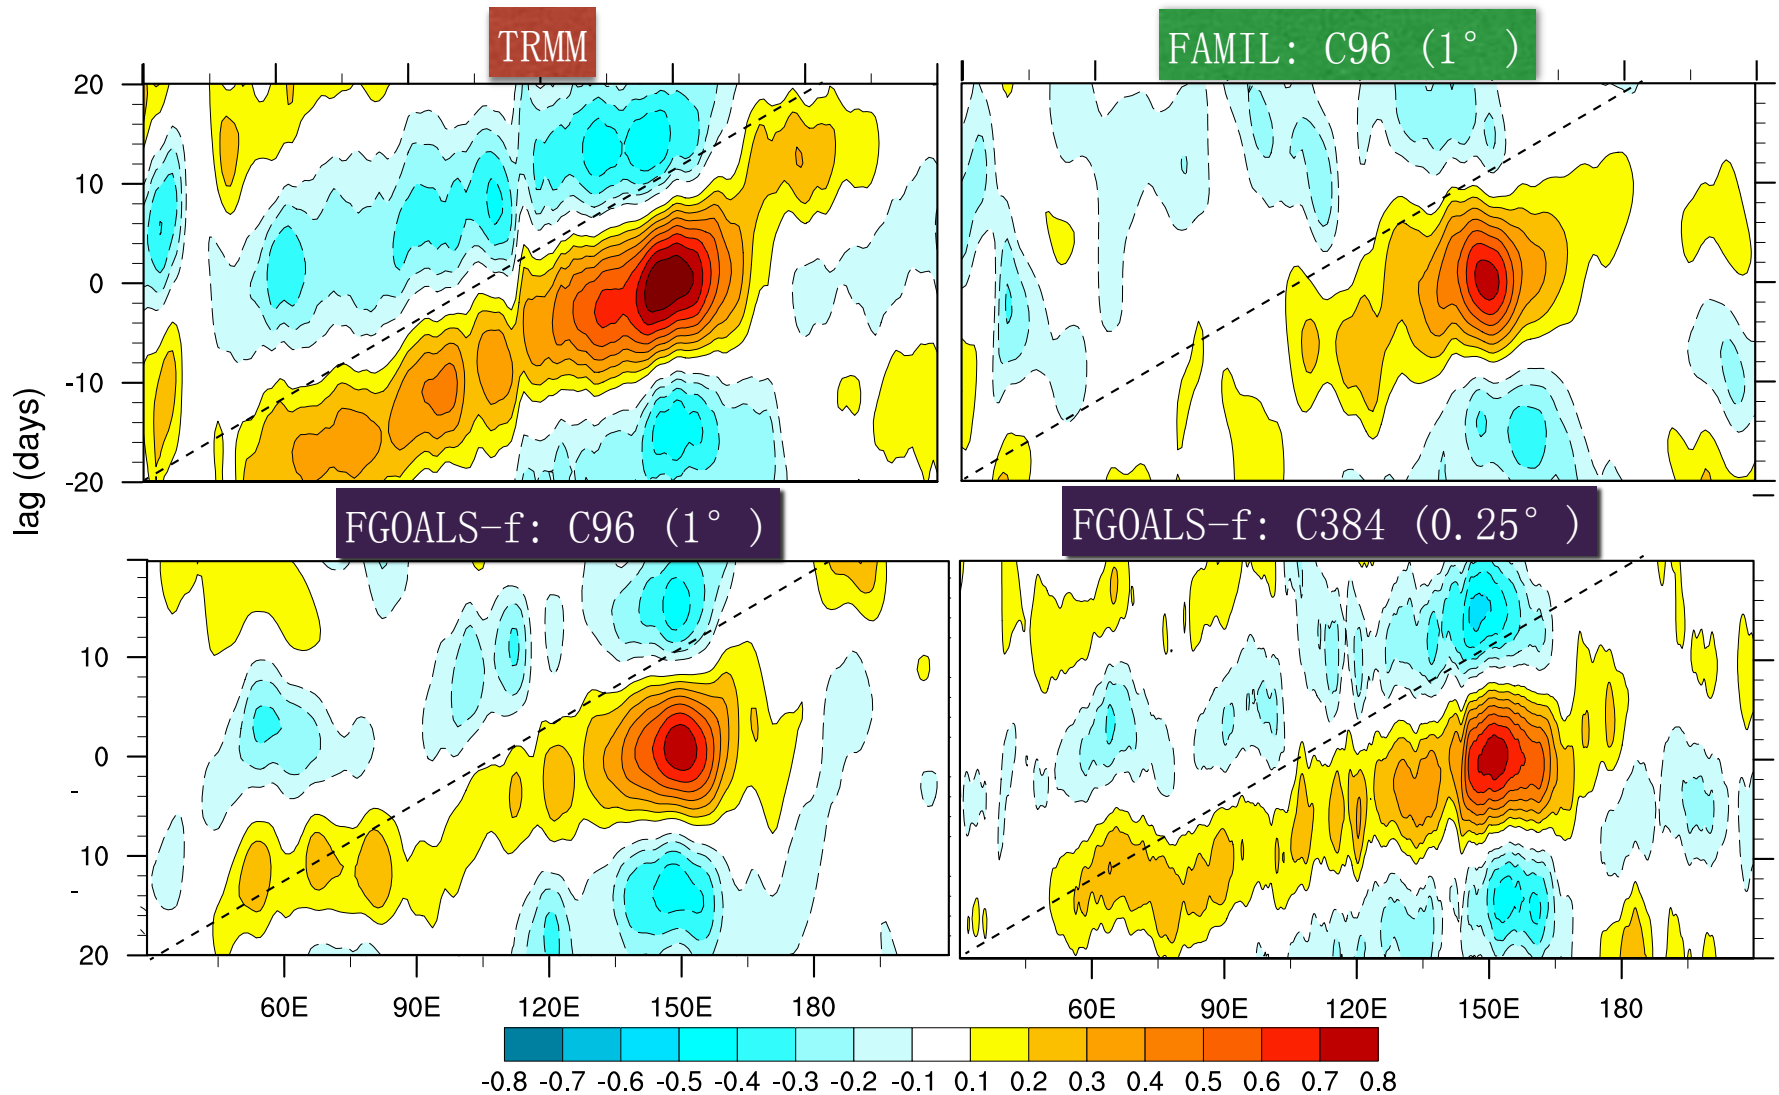 TRMM
FAMIL: C96 (1° )
20
10
0
-10
-20
lag (days)
FGOALS-f: C96 (1° )
FGOALS-f: C384 (0.25° )
10
0
-
10
-
20
60E 90E 120E 150E 180
60E 90E 120E 150E 180
-0.8 -0.7 -0.6 -0.5 -0.4 -0.3 -0.2 -0.1 0.1 0.2 0.3 0.4 0.5 0.6 0.7 0.8